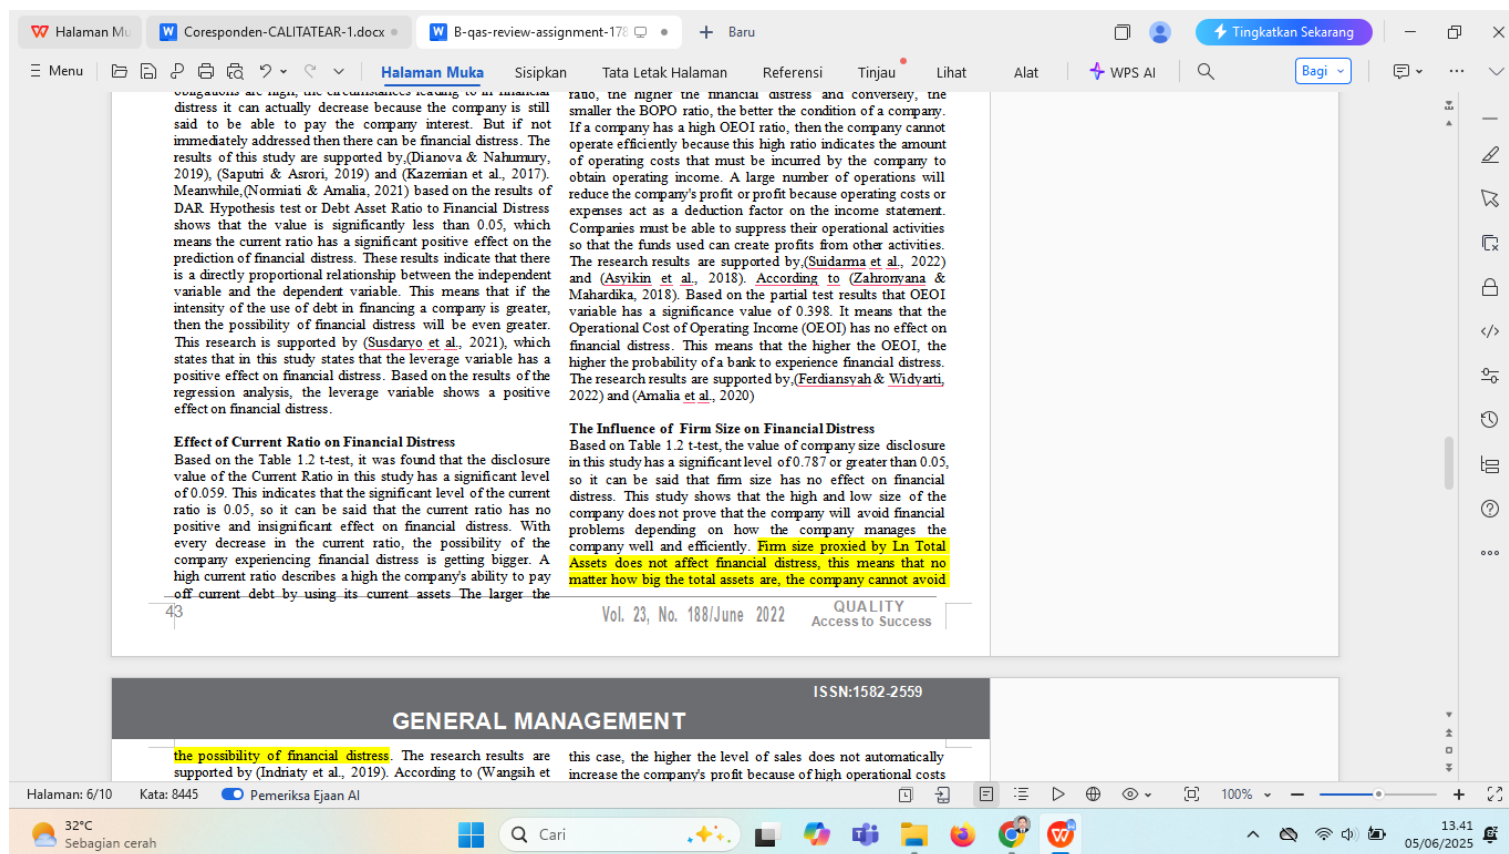 Halaman Mu
Coresponden-CALITATEAR-1.docx
B-qas-review-assignment-178
Baru
Tingkatkan Sekarang
Menu
Halaman Muka
Sisipkan
Tata Letak Halaman
Referensi
Tinjau
Lihat
Alat
WPS AI
Bagi
obligations are high, the circumstances leading to in financial
distress it can actually decrease because the company is still
said to be able to pay the company interest. But if not
immediately addressed then there can be financial distress. The
results of this study are supported by,(Dianova & Nahumury,
2019), (Saputri & Asrori, 2019) and (Kazemian et al., 2017).
Meanwhile,(Normiati & Amalia, 2021) based on the results of
DAR Hypothesis test or Debt Asset Ratio to Financial Distress
shows that the value is significantly less than 0.05, which
means the current ratio has a significant positive effect on the
prediction of financial distress. These results indicate that there
is a directly proportional relationship between the independent
variable and the dependent variable. This means that if the
intensity of the use of debt in financing a company is greater,
then the possibility of financial distress will be even greater.
This research is supported by (Susdaryo et al., 2021), which
states that in this study states that the leverage variable has a
positive effect on financial distress. Based on the results of the
regression analysis, the leverage variable shows a positive
effect on financial distress.
Effect of Current Ratio on Financial Distress
Based on the Table 1.2 t-test, it was found that the disclosure
value of the Current Ratio in this study has a significant level
of 0.059. This indicates that the significant level of the current
ratio is 0.05, so it can be said that the current ratio has no
positive and insignificant effect on financial distress. With
every decrease in the current ratio, the possibility of the
company experiencing financial distress is getting bigger. A
high current ratio describes a high the company's ability to pay
off current debt by using its current assets The larger the
ratio, the higher the financial distress and conversely, the
smaller the BOPO ratio, the better the condition of a company.
If a company has a high OEOI ratio, then the company cannot
operate efficiently because this high ratio indicates the amount
of operating costs that must be incurred by the company to
obtain operating income. A large number of operations will
reduce the company's profit or profit because operating costs or
expenses act as a deduction factor on the income statement.
Companies must be able to suppress their operational activities
so that the funds used can create profits from other activities.
The research results are supported by,(Suidarma et al., 2022)
and (Asyikin et al., 2018). According to (Zahronyana &
Mahardika, 2018). Based on the partial test results that OEOI
variable has a significance value of 0.398. It means that the
Operational Cost of Operating Income (OEOI) has no effect on
financial distress. This means that the higher the OEOI, the
higher the probability of a bank to experience financial distress.
The research results are supported by,(Ferdiansyah & Widyarti,
2022) and (Amalia et al., 2020)
The Influence of Firm Size on Financial Distress
Based on Table 1.2 t-test, the value of company size disclosure
in this study has a significant level of 0.787 or greater than 0.05,
so it can be said that firm size has no effect on financial
distress. This study shows that the high and low size of the
company does not prove that the company will avoid financial
problems depending on how the company manages the
company well and efficiently. Firm size proxied by Ln Total
Assets does not affect financial distress, this means that no
matter how big the total assets are, the company cannot avoid
43
Vol. 23, No. 188/June 2022
QUALITY
Access to Success
ISSN:1582-2559
GENERAL MANAGEMENT
the possibility of financial distress. The research results are
supported by (Indriaty et al., 2019). According to (Wangsih et
this case, the higher the level of sales does not automatically
increase the company's profit because of high operational costs
Halaman: 6/10
Kata: 8445
Pemeriksa Ejaan AI
100%
32°C
Sebagian cerah
Cari
13.41
05/06/2025